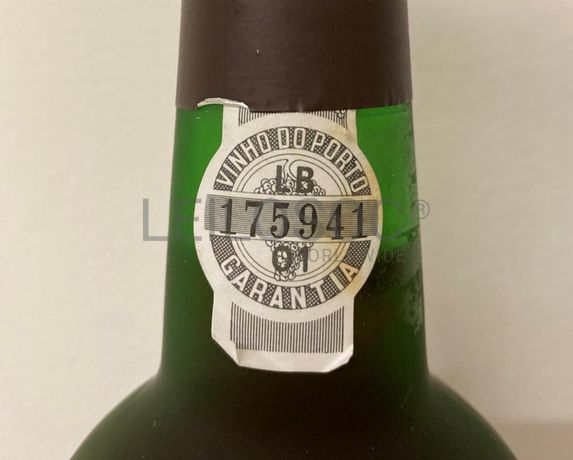 VINHO DO PORTO
LB
175941
01
GARANTIA